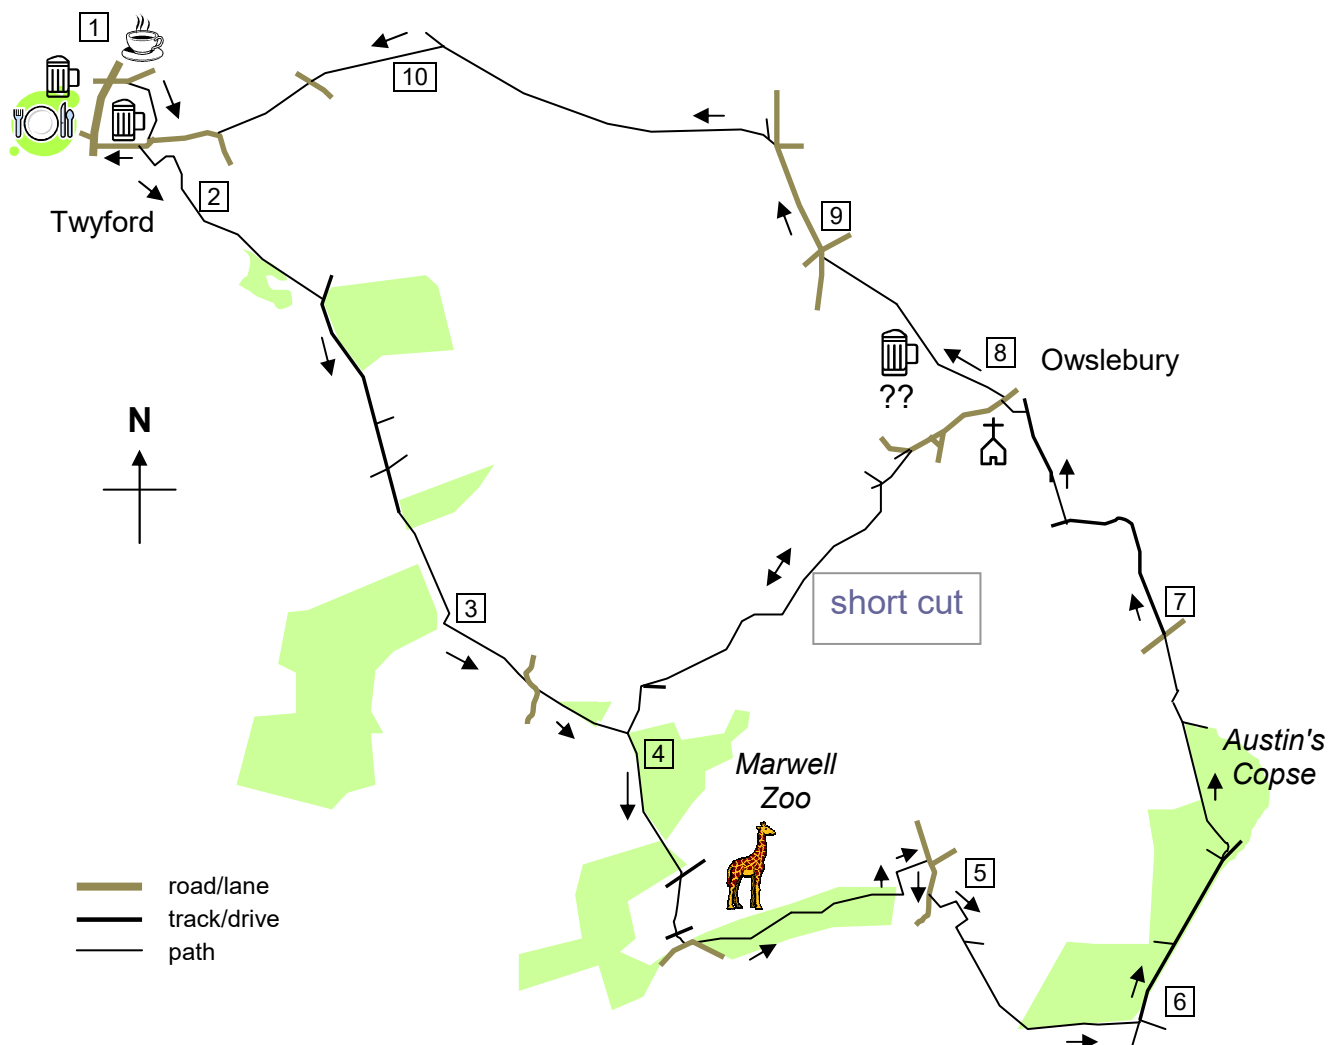 1
10
2
Twyford
9
8
Owslebury
??
N
short cut
3
7
4
Marwell
Zoo
Austin's
Copse
5
road/lane
track/drive
path
6